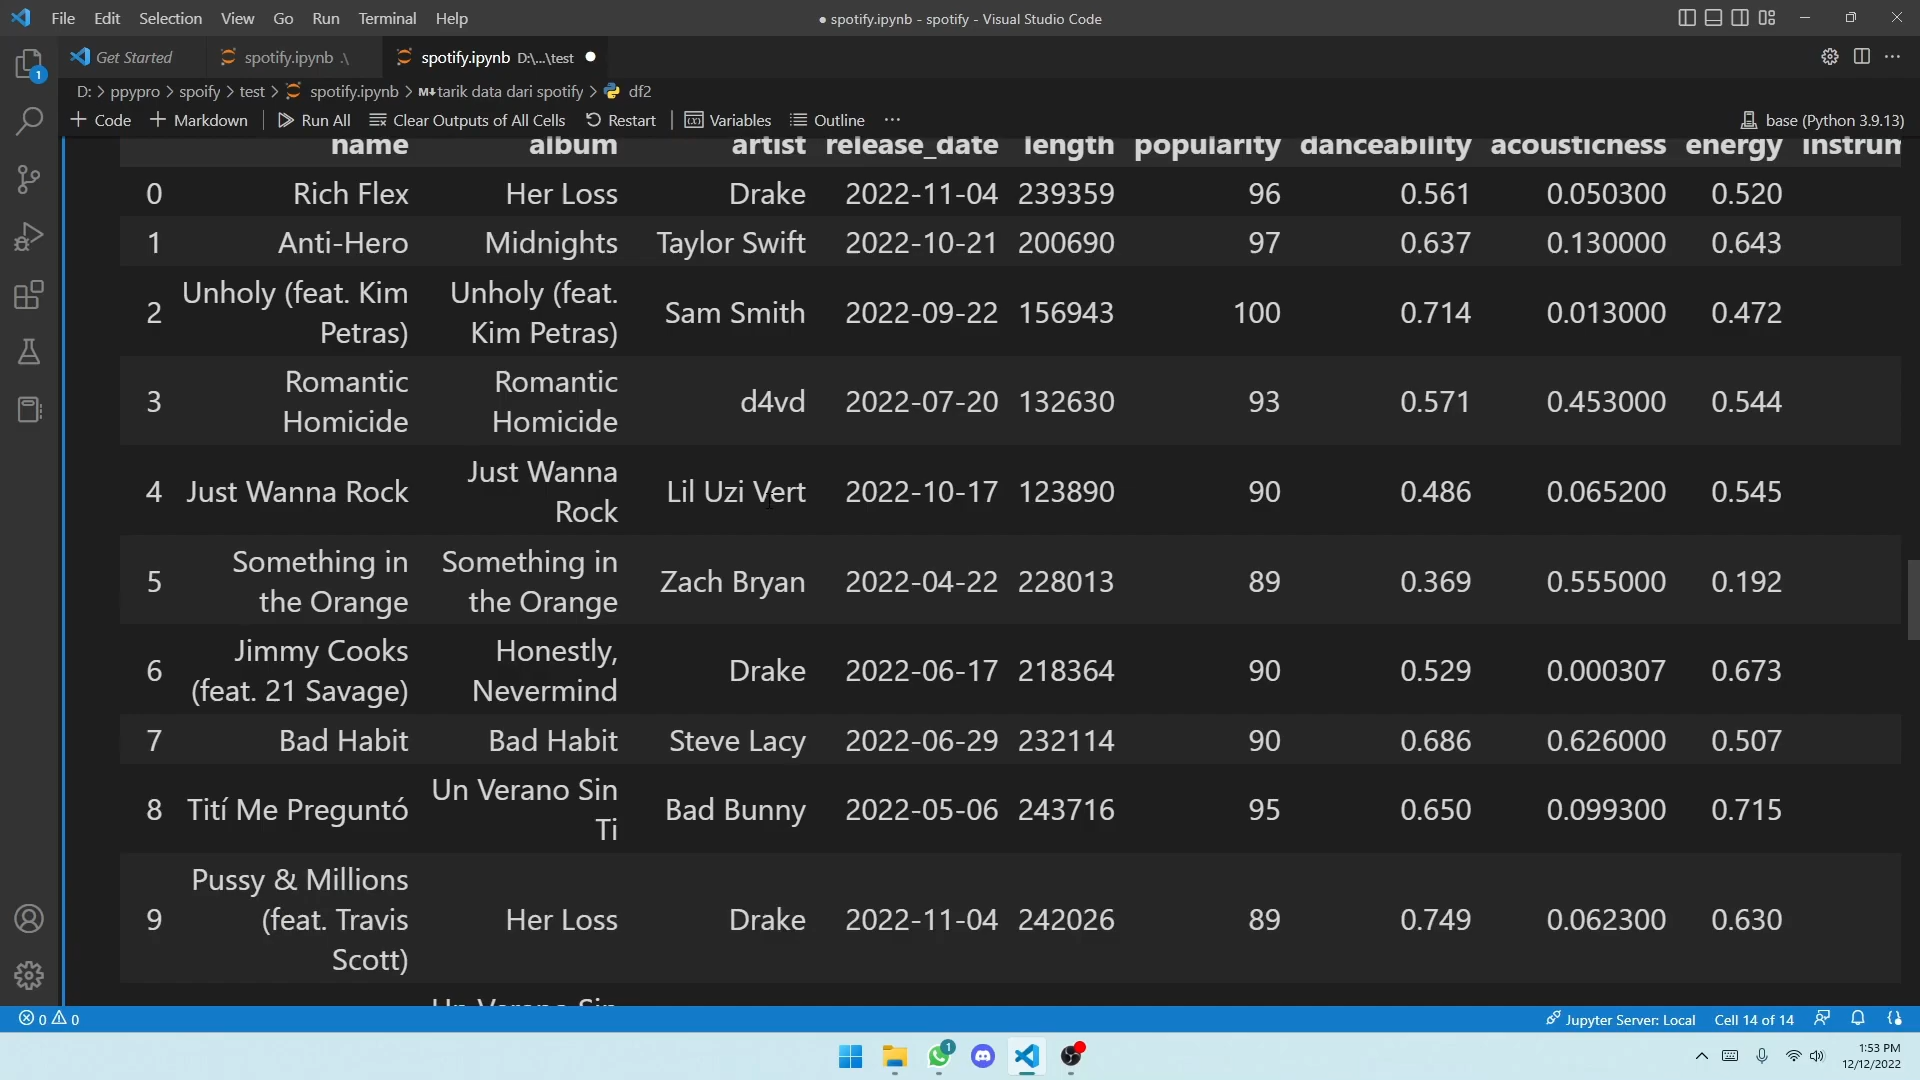 File Edit Selection View Go Run Terminal Help
● spotify.ipynb - spotify - Visual Studio Code
Get Started
spotify.ipynb .\
spotify.ipynb D:\...\test ●
D: > ppypro > spoify > test > spotify.ipynb > M↓tarik data dari spotify > df2
+ Code + Markdown Run All Clear Outputs of All Cells Restart Variables Outline ...
base (Python 3.9.13)
1
name album artist release_date length popularity danceability acousticness energy instrum
0 Rich Flex Her Loss Drake 2022-11-04 239359 96 0.561 0.050300 0.520
1 Anti-Hero Midnights Taylor Swift 2022-10-21 200690 97 0.637 0.130000 0.643
2 Unholy (feat. Kim Petras) Unholy (feat. Kim Petras) Sam Smith 2022-09-22 156943 100 0.714 0.013000 0.472
3 Romantic Homicide Romantic Homicide d4vd 2022-07-20 132630 93 0.571 0.453000 0.544
4 Just Wanna Rock Just Wanna Rock Lil Uzi Vert 2022-10-17 123890 90 0.486 0.065200 0.545
5 Something in the Orange Something in the Orange Zach Bryan 2022-04-22 228013 89 0.369 0.555000 0.192
6 Jimmy Cooks (feat. 21 Savage) Honestly, Nevermind Drake 2022-06-17 218364 90 0.529 0.000307 0.673
7 Bad Habit Bad Habit Steve Lacy 2022-06-29 232114 90 0.686 0.626000 0.507
8 Tití Me Preguntó Un Verano Sin Ti Bad Bunny 2022-05-06 243716 95 0.650 0.099300 0.715
9 Pussy & Millions (feat. Travis Scott) Her Loss Drake 2022-11-04 242026 89 0.749 0.062300 0.630
Un Verano Sin
0 0
Jupyter Server: Local Cell 14 of 14
1
1:53 PM
12/12/2022